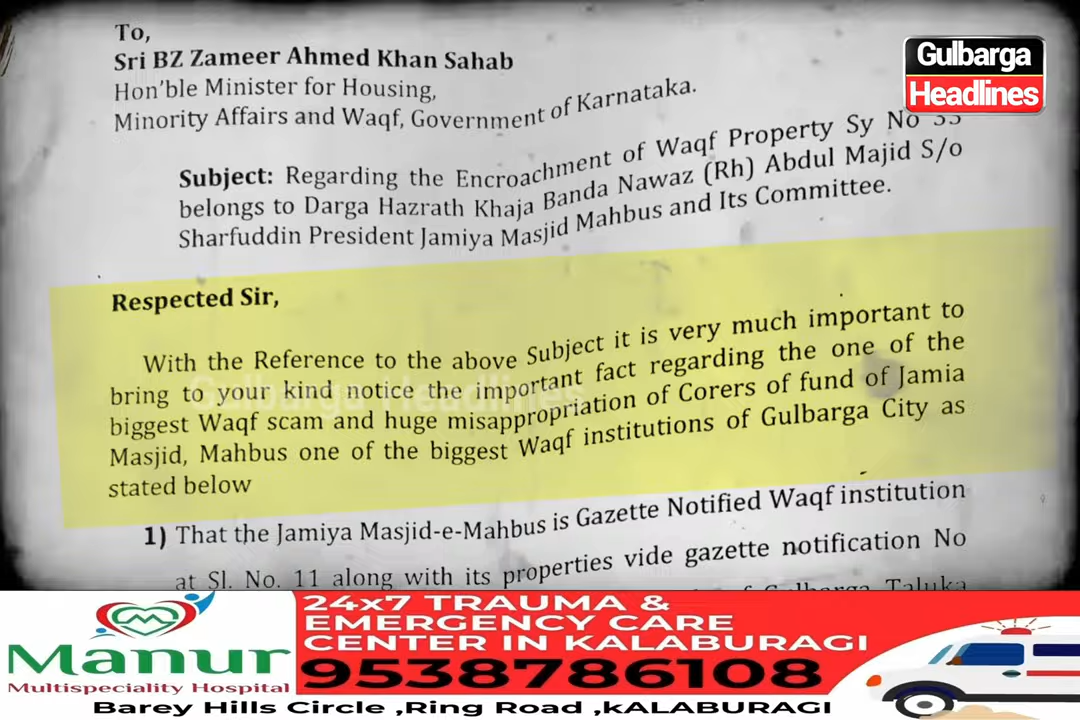 To,
Sri BZ Zameer Ahmed Khan Sahab
Hon'ble Minister for Housing,
Minority Affairs and Waqf, Government of Karnataka.
Gulbarga
Headlines
Subject: Regarding the Encroachment of Waqf Property Sy No 33
belongs to Darga Hazrath Khaja Banda Nawaz (Rh) Abdul Majid S/o
Sharfuddin President Jamiya Masjid Mahbus and Its Committee.
Respected Sir,
With the Reference to the above Subject it is very much important to
bring to your kind notice the important fact regarding the one of the
biggest Waqf scam and huge misappropriation of Corers of fund of Jamia
Masjid, Mahbus one of the biggest Waqf institutions of Gulbarga City as
stated below
Gulbarga Headlines
1) That the Jamiya Masjid-e-Mahbus is Gazette Notified Waqf institution
at Sl. No. 11 along with its properties vide gazette notification No
of Gulbarga Taluka
Manur
Multispeciality Hospital
24x7 TRAUMA &
EMERGENCY CARE
CENTER IN KALABURAGI
9538786108
Barey Hills Circle ,Ring Road ,kALABURAGI